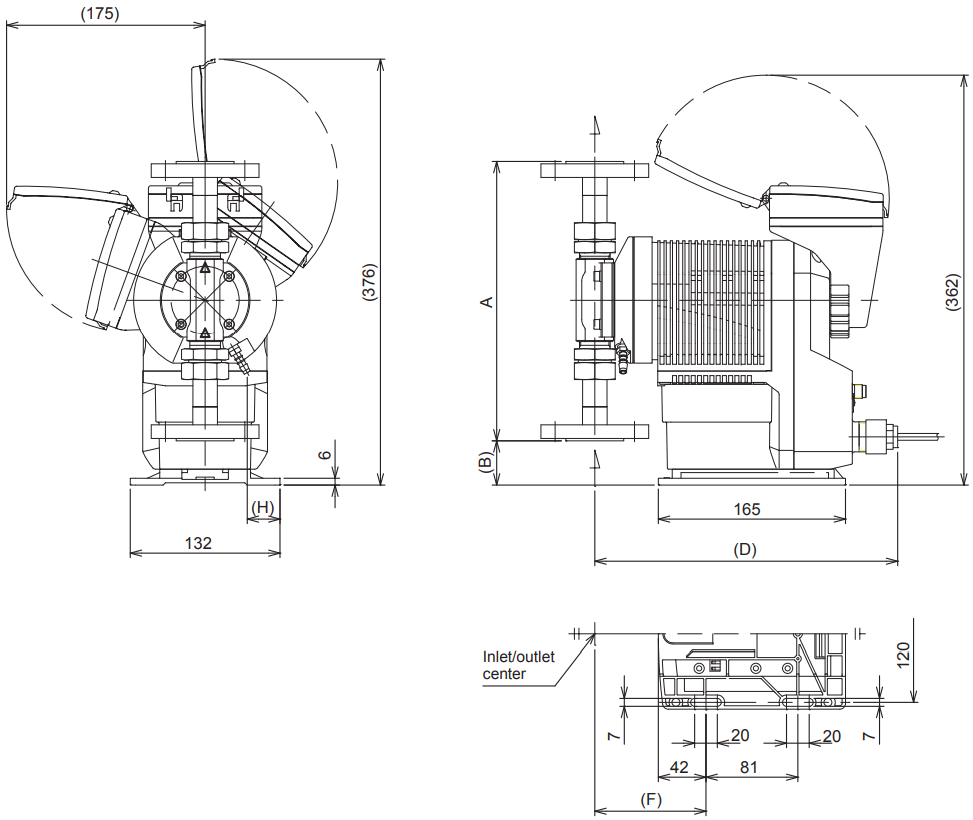 (175)
(376)
(362)
A
(B)
6
(H)
132
165
(D)
Inlet/outlet
center
120
7
20
20
7
42
81
(F)